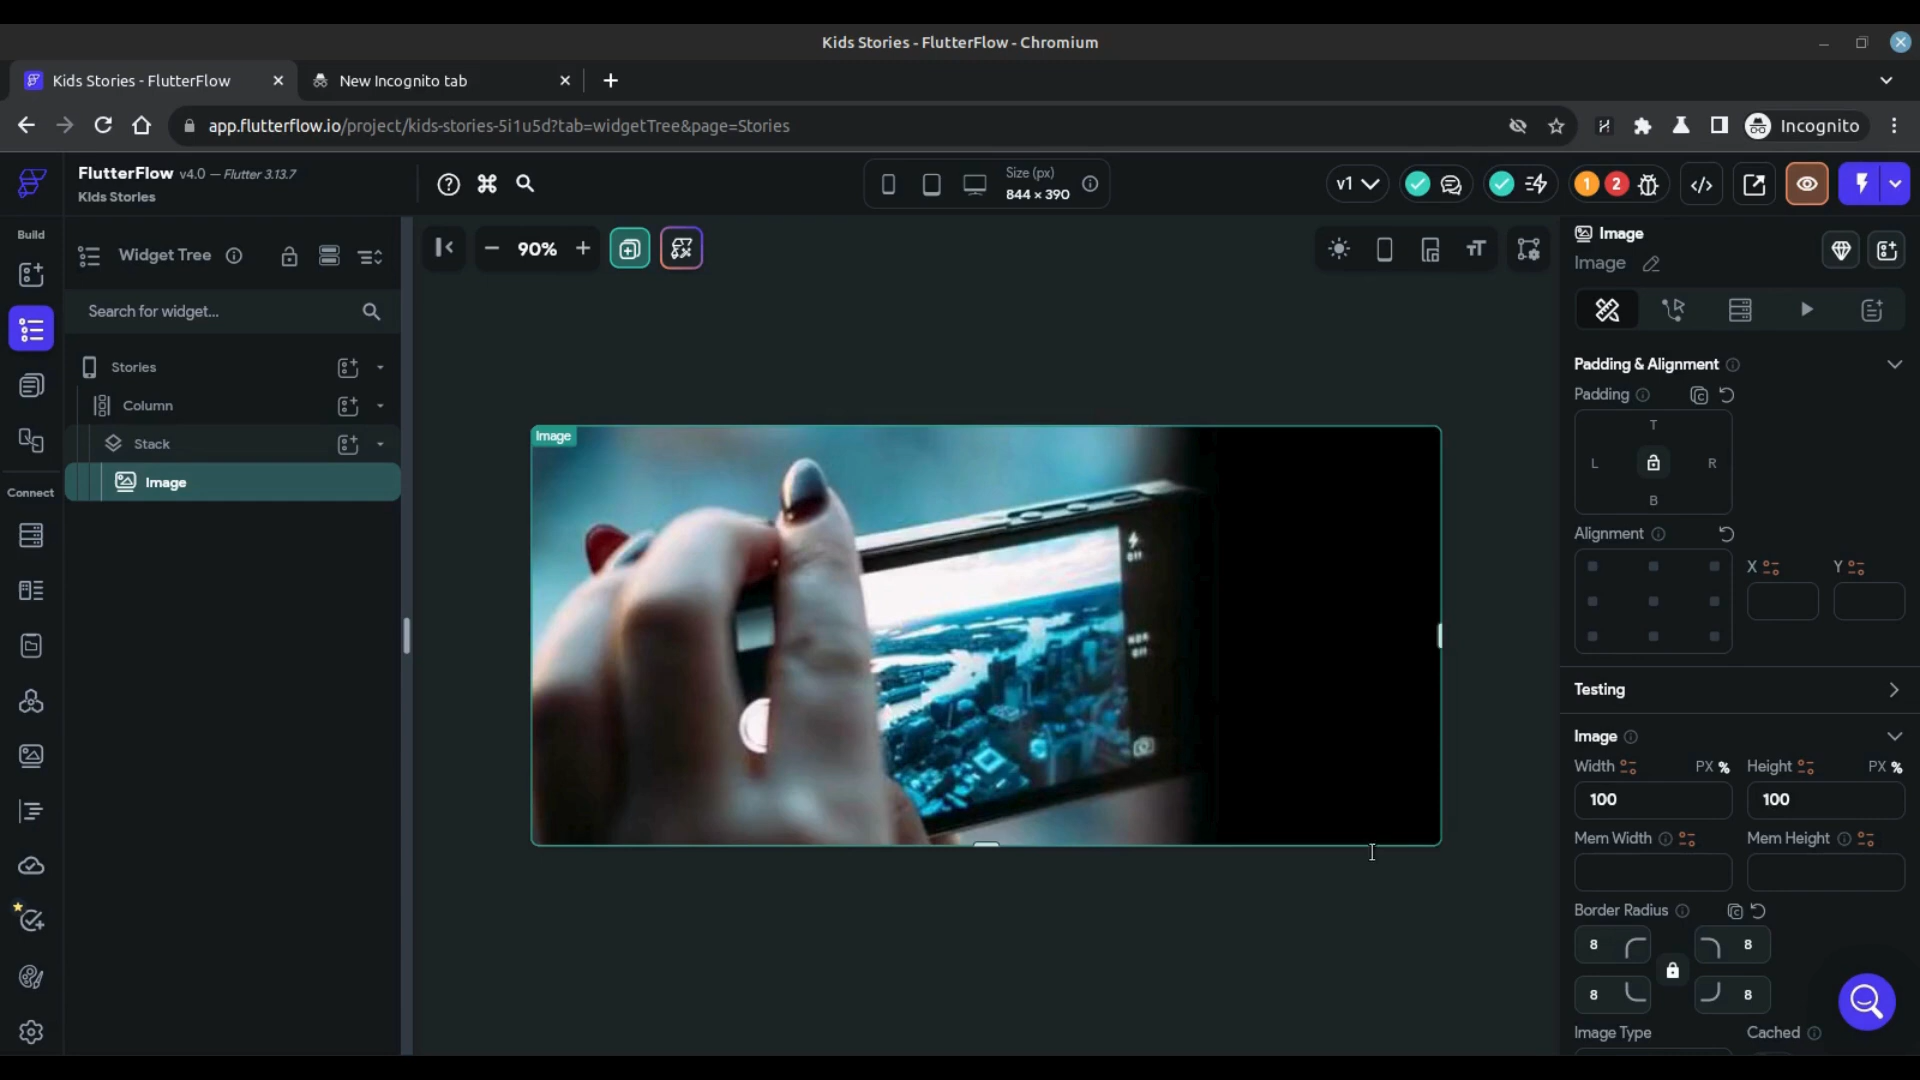 Kids Stories - FlutterFlow - Chromium
Kids Stories - FlutterFlow
New Incognito tab
app.flutterflow.io/project/kids-stories-5i1u5d?tab=widgetTree&page=Stories
Incognito
FlutterFlow v4.0 — Flutter 3.13.7
Kids Stories
Size (px)
844 × 390
v1
1
2
Build
Widget Tree
90%
Image
Image
Search for widget...
Stories
Column
Stack
Image
Connect
Image
OFF
HDR
OFF
Padding & Alignment
Padding
T
L
R
B
Alignment
X
Y
Testing
Image
Width
PX %
Height
PX %
100
100
Mem Width
Mem Height
Border Radius
8
8
8
8
Image Type
Cached